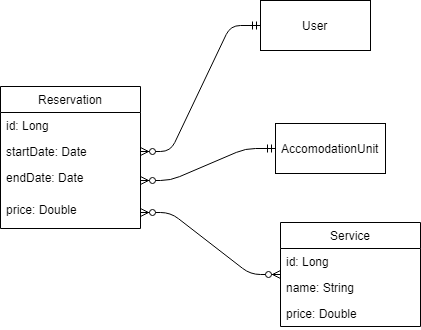 User
Reservation
id: Long
startDate: Date
endDate: Date
price: Double
AccomodationUnit
Service
id: Long
name: String
price: Double